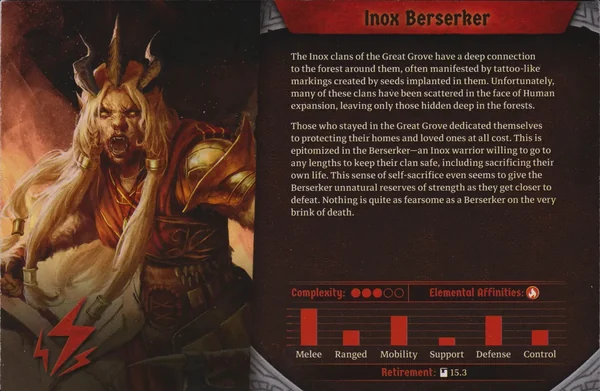 Inox Berserker
The Inox clans of the Great Grove have a deep connection
to the forest around them, often manifested by tattoo-like
markings created by seeds implanted in them. Unfortunately,
many of these clans have been scattered in the face of Human
expansion, leaving only those hidden deep in the forests.
Those who stayed in the Great Grove dedicated themselves
to protecting their homes and loved ones at all cost. This is
epitomized in the Berserker—an Inox warrior willing to go to
any lengths to keep their clan safe, including sacrificing their
own life. This sense of self-sacrifice even seems to give the
Berserker unnatural reserves of strength as they get closer to
defeat. Nothing is quite as fearsome as a Berserker on the very
brink of death.
Complexity: Elemental Affinities:
Melee Ranged Mobility Support Defense Control
Retirement: 15.3